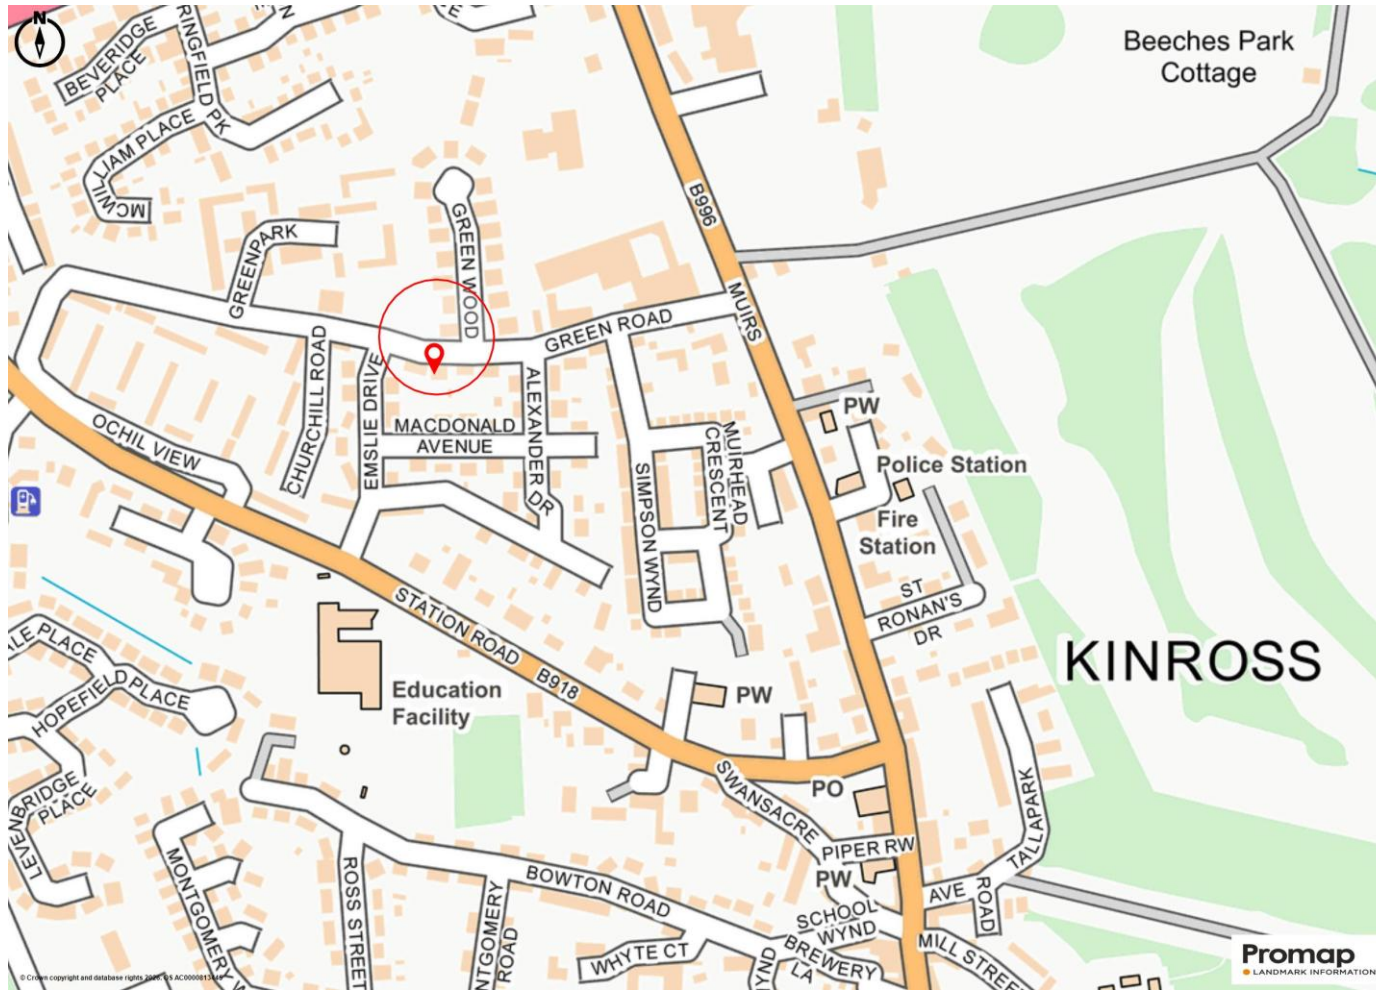 N
BEVERIDGE
PLACE
RINGFIELD PK
N
E
Beeches Park
Cottage
MCWILLIAM PLACE
B996
GREEN WOOD
GREENPARK
MUIRS
GREEN ROAD
CHURCHILL ROAD
EMSLIE DRIVE
ALEXANDER DR
MACDONALD
AVENUE
OCHIL VIEW
PW
MUIRHEAD
CRESCENT
SIMPSON WYND
Police Station
Fire
Station
ST
RONAN'S
DR
STATION ROAD
B918
KINROSS
LE PLACE
HOPEFIELD PLACE
Education
Facility
PW
LEVENBRIDGE
PLACE
SWANSACRE
PO
TALLAPARK
PIPER RW
PW
MONTGOMERY W
ROSS STREET
NTGOMERY
ROAD
BOWTON ROAD
AVE
ROAD
SCHOOL
WYND
WHYTE CT
WYND
BREWERY
LA
MILL STREE
Promap
LANDMARK INFORMATION